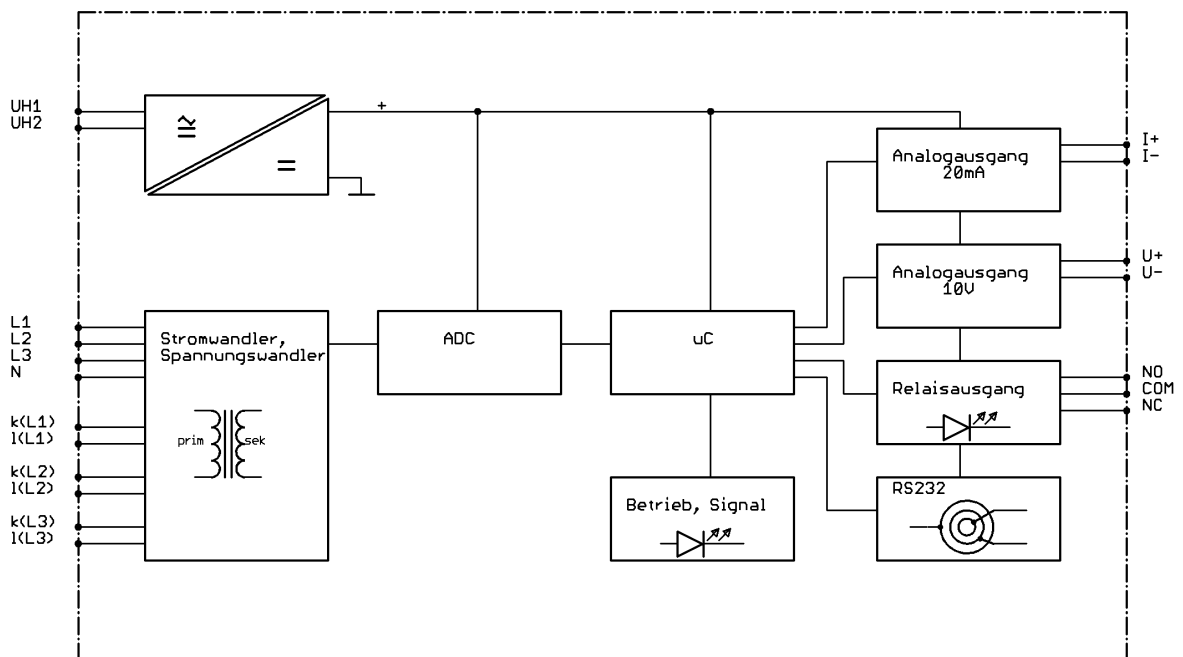 UH1
UH2
+
Analogausgang
20mA
I+
I-
Analogausgang
10V
U+
U-
L1
L2
L3
N
Stromwandler,
Spannungswandler
ADC
uC
Relaisausgang
NO
COM
NC
k(L1)
l(L1)
k(L2)
l(L2)
k(L3)
l(L3)
prim
sek
Betrieb, Signal
RS232